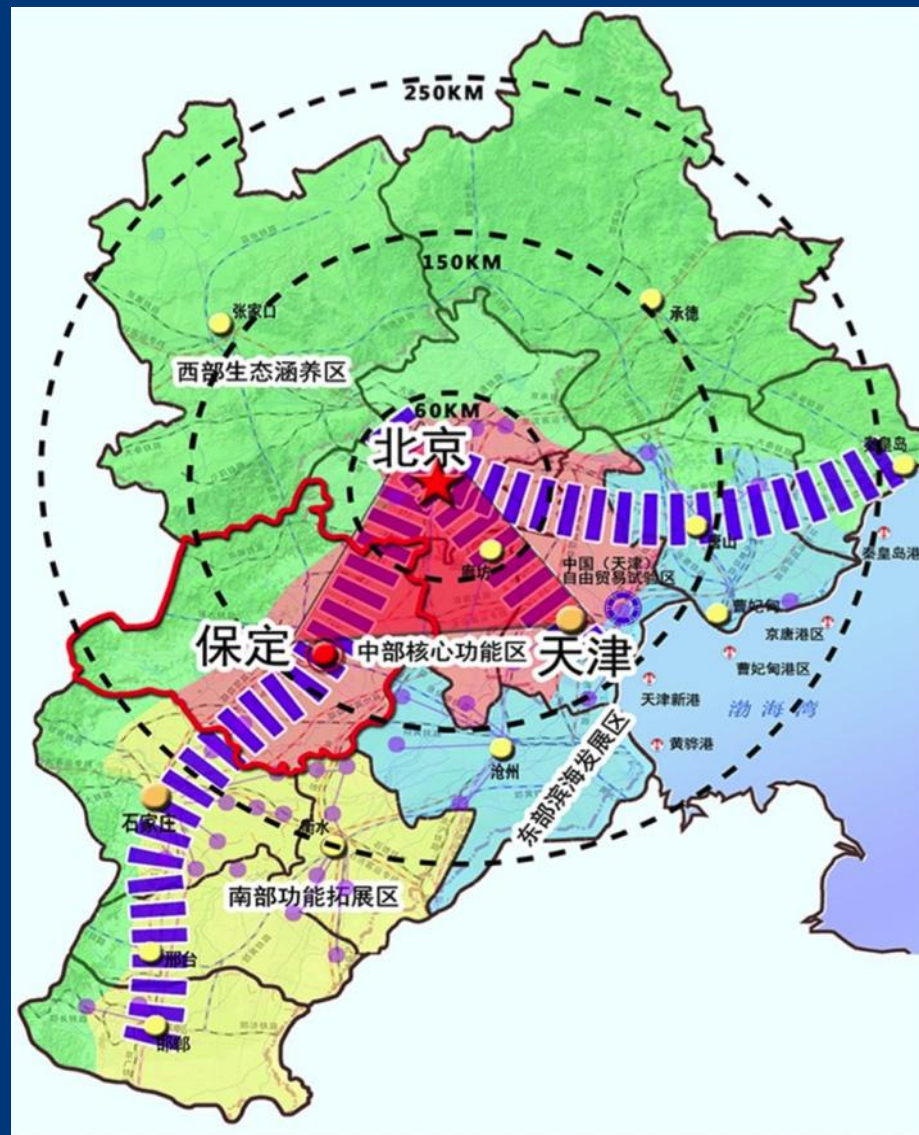 250KM
150KM
张家口
承德
西部生态涵养区
60KM
北京
秦皇岛
唐山
秦皇岛港
廊坊
中国（天津）
自由贸易试验区
曹妃甸
京唐港区
保定
中部核心功能区
天津
曹妃甸港区
天津新港
渤海湾
黄骅港
沧州
东部滨海发展区
石家庄
衡水
南部功能拓展区
邢台
邯郸